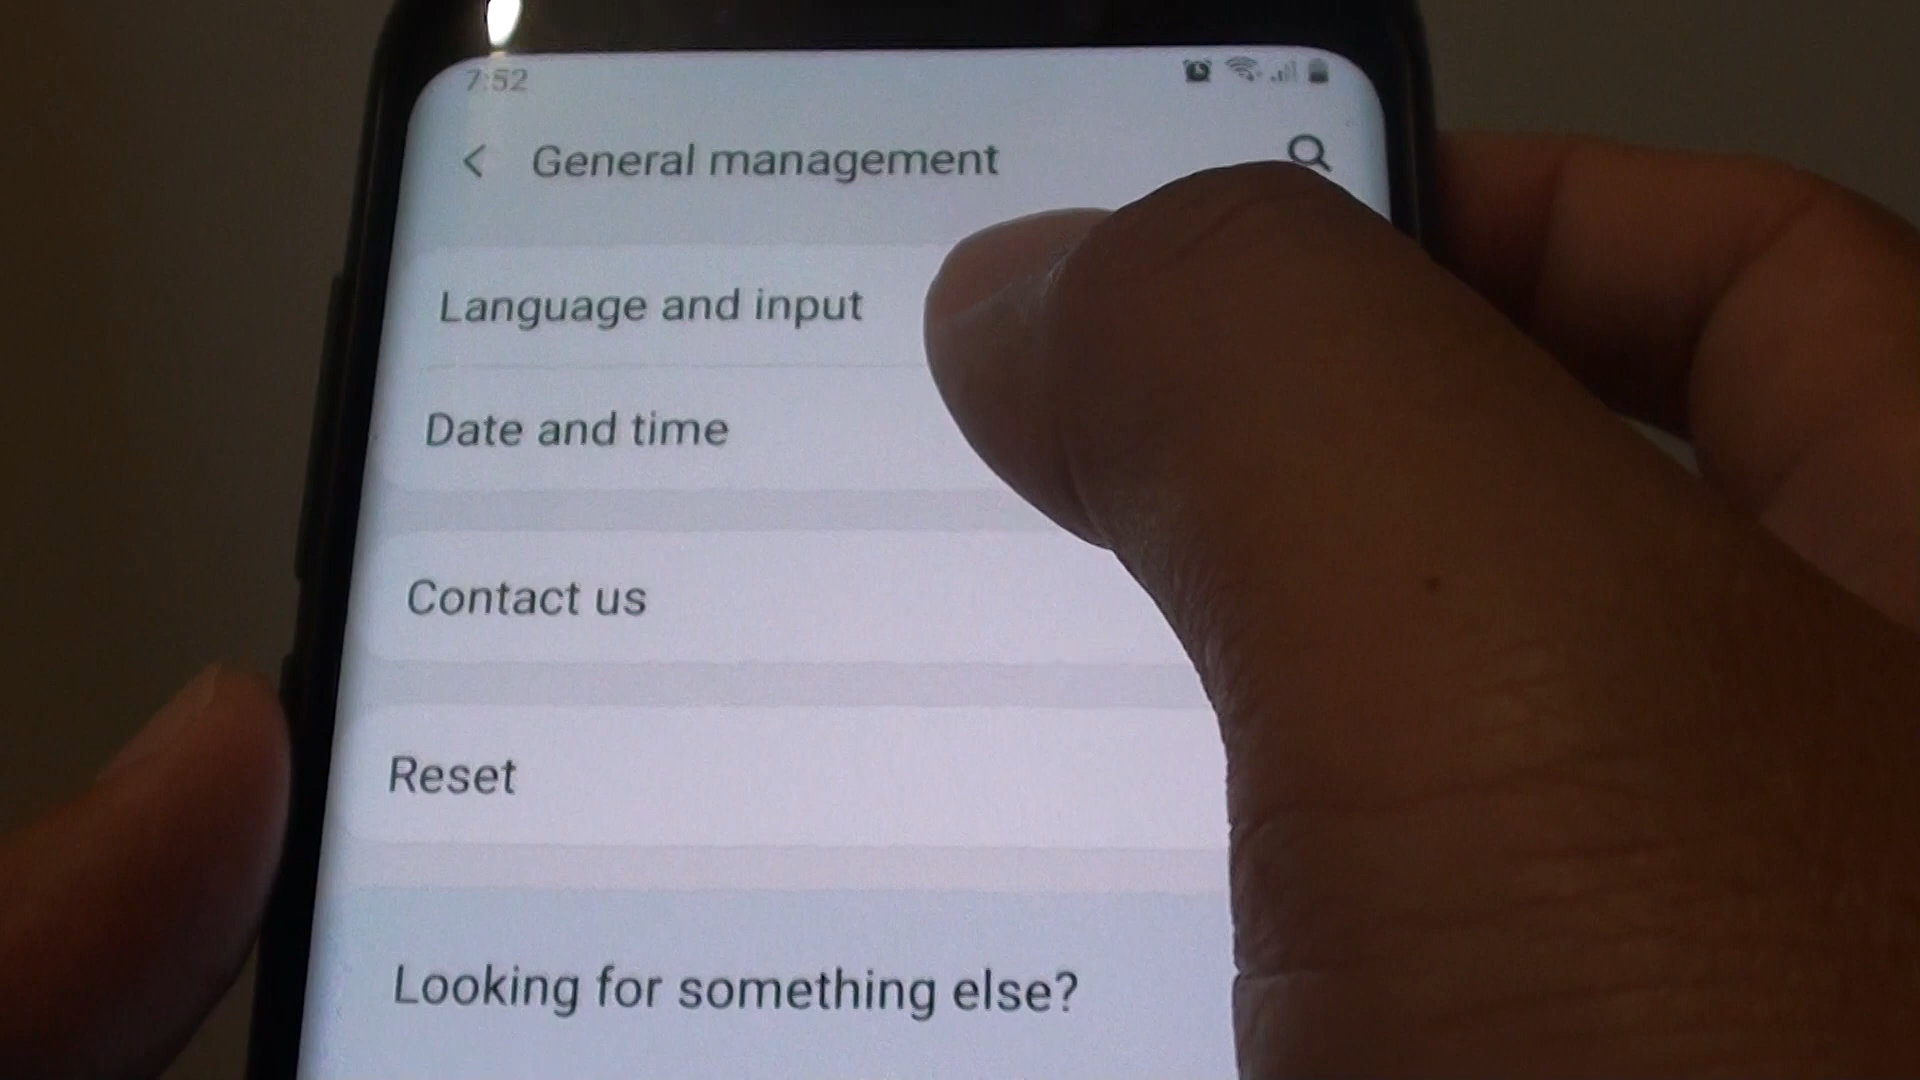 7:52
General management
Language and input
Date and time
Contact us
Reset
Looking for something else?